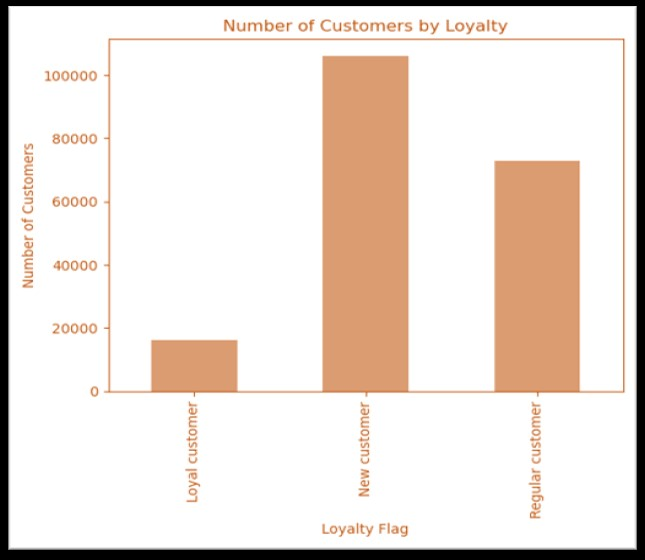 Number of Customers by Loyalty
100000
80000
60000
40000
20000
0
Number of Customers
Loyal customer
New customer
Regular customer
Loyalty Flag